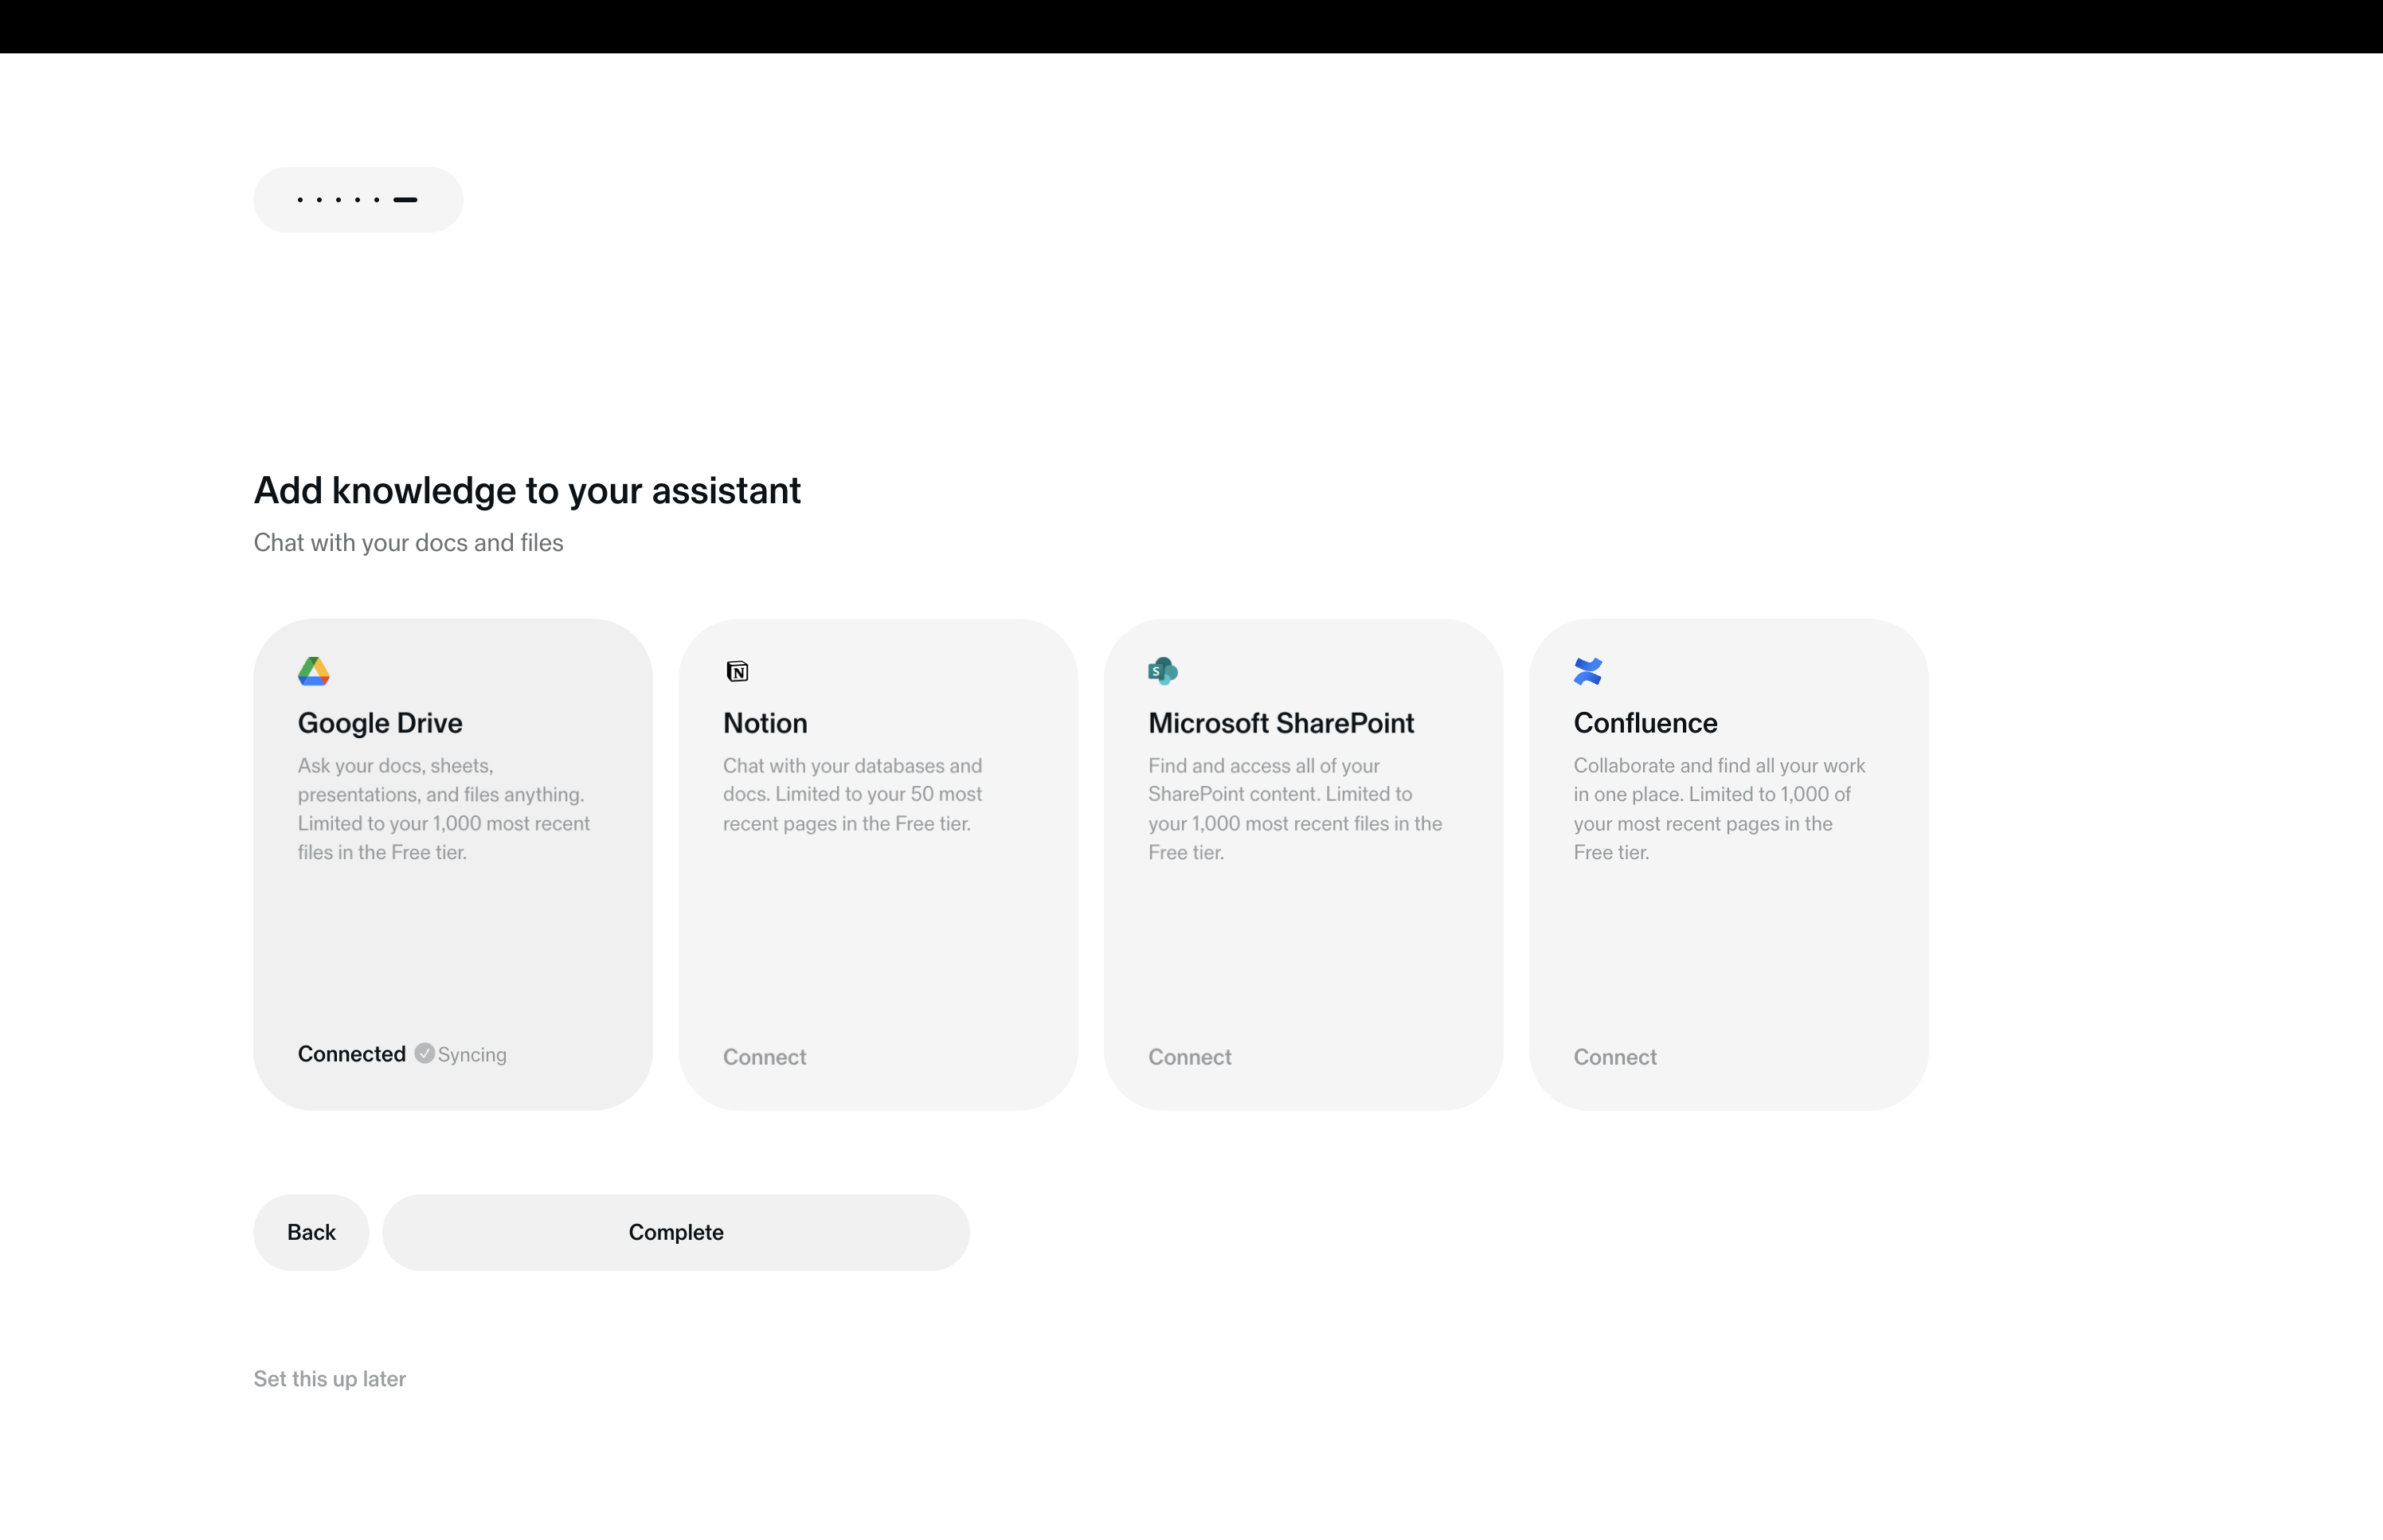 Add knowledge to your assistant
Chat with your docs and files
Google Drive
Ask your docs, sheets,
presentations, and files anything.
Limited to your 1,000 most recent
files in the Free tier.
Connected Syncing
N
Notion
Chat with your databases and
docs. Limited to your 50 most
recent pages in the Free tier.
Connect
S
Microsoft SharePoint
Find and access all of your
SharePoint content. Limited to
your 1,000 most recent files in the
Free tier.
Connect
Confluence
Collaborate and find all your work
in one place. Limited to 1,000 of
your most recent pages in the
Free tier.
Connect
Back
Complete
Set this up later